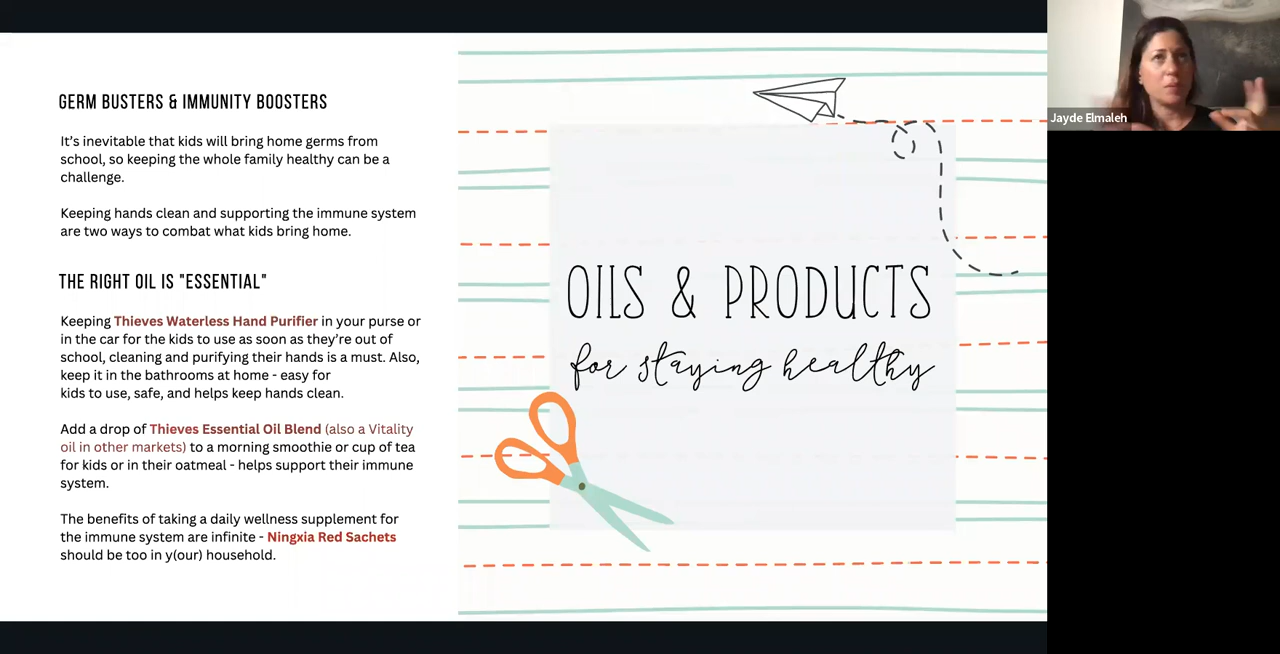 GERM BUSTERS & IMMUNITY BOOSTERS
It's inevitable that kids will bring home germs from
school, so keeping the whole family healthy can be a
challenge.
Keeping hands clean and supporting the immune system
are two ways to combat what kids bring home.
THE RIGHT OIL IS "ESSENTIAL"
Keeping Thieves Waterless Hand Purifier in your purse or
in the car for the kids to use as soon as they're out of
school, cleaning and purifying their hands is a must. Also,
keep it in the bathrooms at home - easy for
kids to use, safe, and helps keep hands clean.
Add a drop of Thieves Essential Oil Blend (also a Vitality
oil in other markets) to a morning smoothie or cup of tea
for kids or in their oatmeal - helps support their immune
system.
The benefits of taking a daily wellness supplement for
the immune system are infinite - Ningxia Red Sachets
should be too in y(our) household.
OILS & PRODUCTS
for staying healthy
Jayde Elmaleh